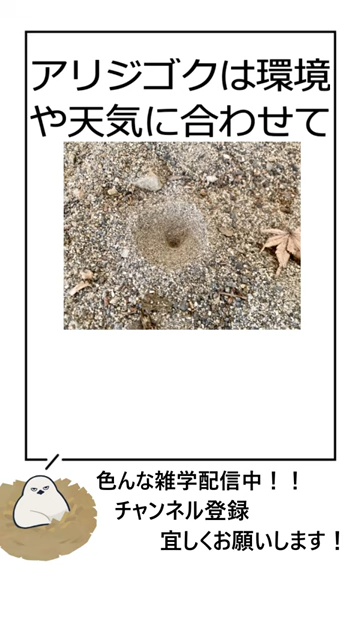 アリジゴクは環境
や天気に合わせて
色んな雑学配信中！！
チャンネル登録
宜しくお願いします！